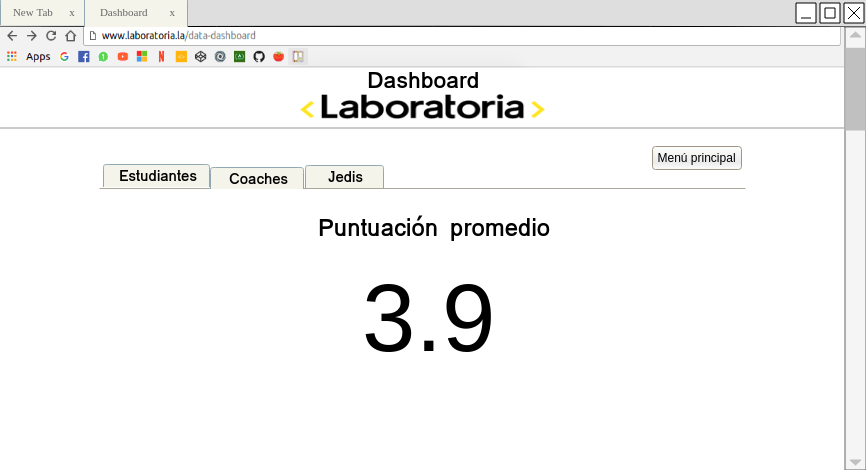 New Tab x Dashboard x
www.laboratoria.la/data-dashboard
Apps
Dashboard
< Laboratoria >
Menú principal
Estudiantes Coaches Jedis
Puntuación promedio
3.9